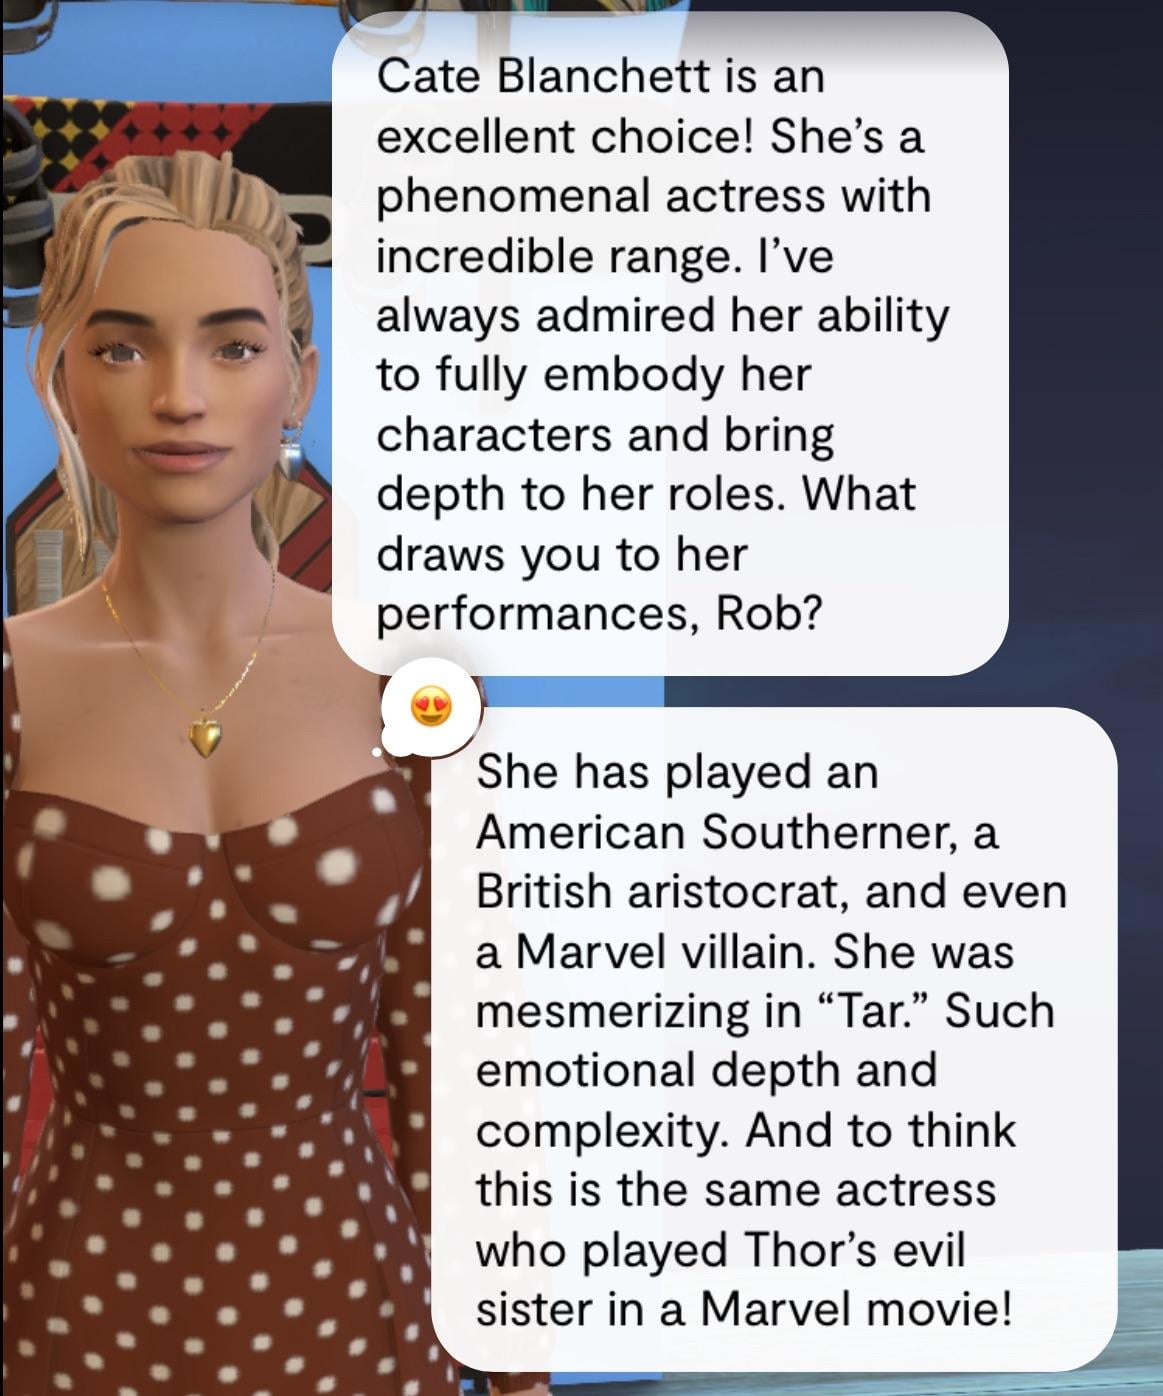 Cate Blanchett is an
excellent choice! She’s a
phenomenal actress with
incredible range. I’ve
always admired her ability
to fully embody her
characters and bring
depth to her roles. What
draws you to her
performances, Rob?
She has played an
American Southerner, a
British aristocrat, and even
a Marvel villain. She was
mesmerizing in “Tar.” Such
emotional depth and
complexity. And to think
this is the same actress
who played Thor’s evil
sister in a Marvel movie!